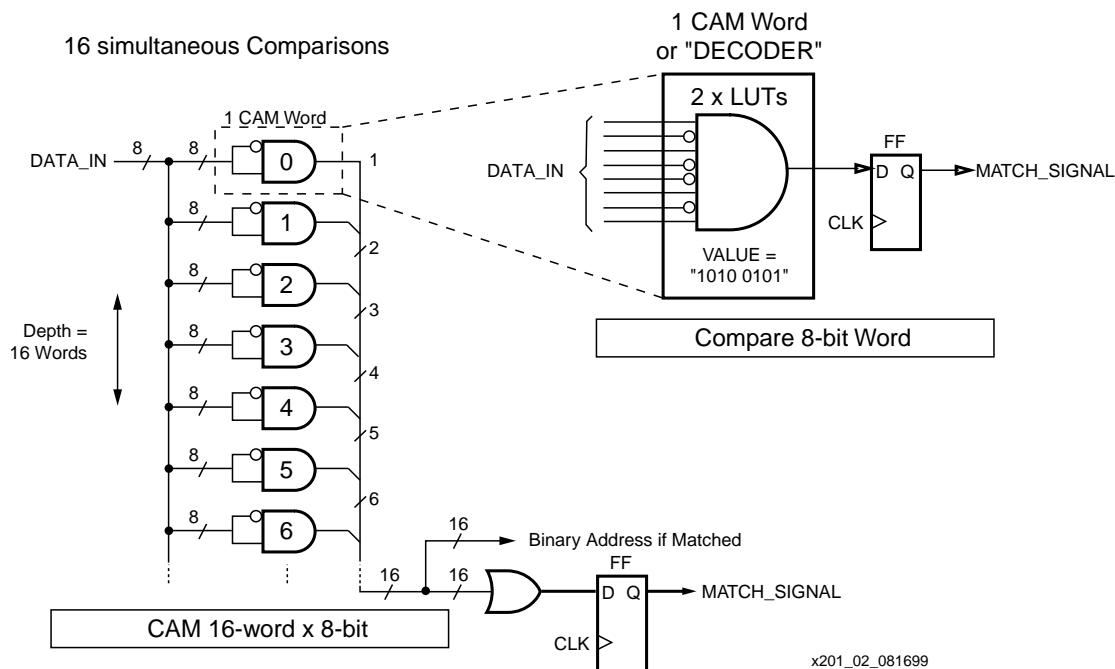 16 simultaneous Comparisons
1 CAM Word
or "DECODER"
2 x LUTs
1 CAM Word
DATA_IN
8
8
0
1
DATA_IN
FF
D Q
MATCH_SIGNAL
CLK
VALUE =
"1010 0101"
Compare 8-bit Word
8
1
2
8
2
3
Depth =
16 Words
8
3
4
8
4
5
8
5
6
8
6
16
Binary Address if Matched
16
16
FF
D Q
MATCH_SIGNAL
CLK
CAM 16-word x 8-bit
x201_02_081699